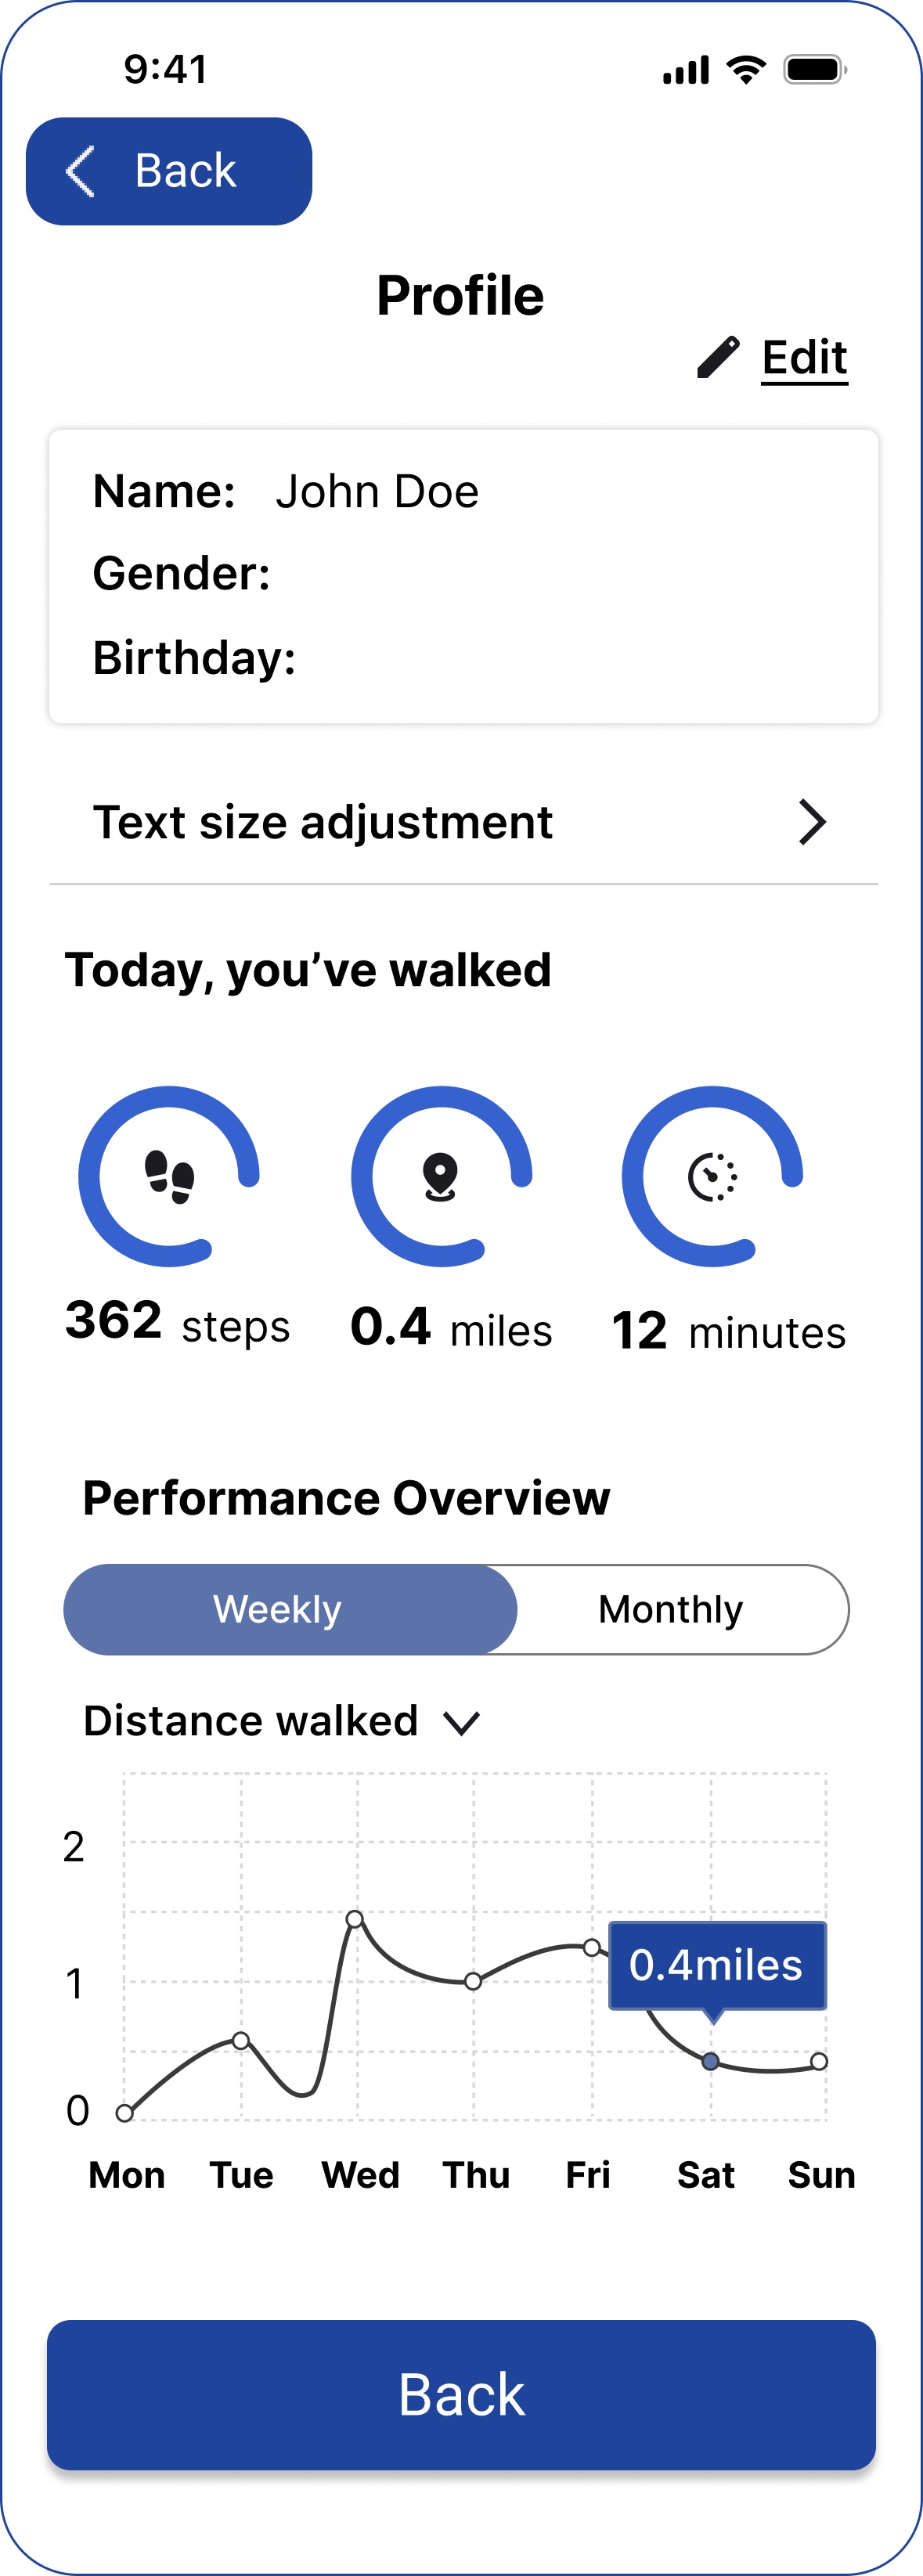 9:41
Back
Profile
Edit
Name: John Doe
Gender:
Birthday:
Text size adjustment
Today, you’ve walked
362 steps 0.4 miles 12 minutes
Performance Overview
Weekly Monthly
Distance walked
2
1
0.4miles
0
Mon Tue Wed Thu Fri Sat Sun
Back